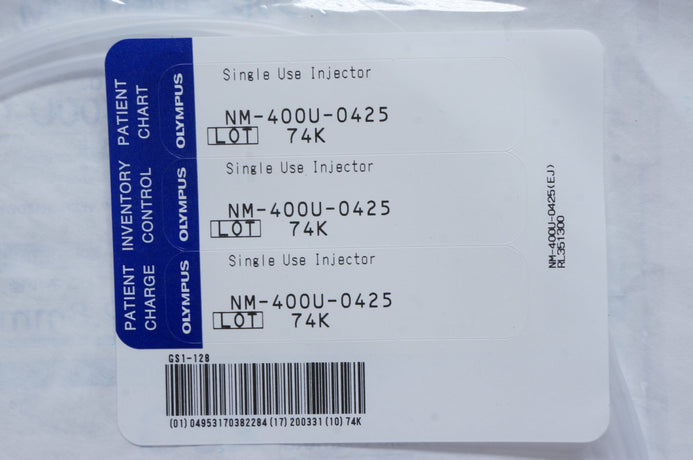 PATIENT CHART
OLYMPUS
Single Use Injector
NM-400U-0425
LOT 74K
INVENTORY CONTROL
OLYMPUS
Single Use Injector
NM-400U-0425
LOT 74K
PATIENT CHARGE
OLYMPUS
Single Use Injector
NM-400U-0425
LOT 74K
NM-400U-0425(EJ)
RL351300
GS1-128
(01)04953170382284(17)200331(10)74K